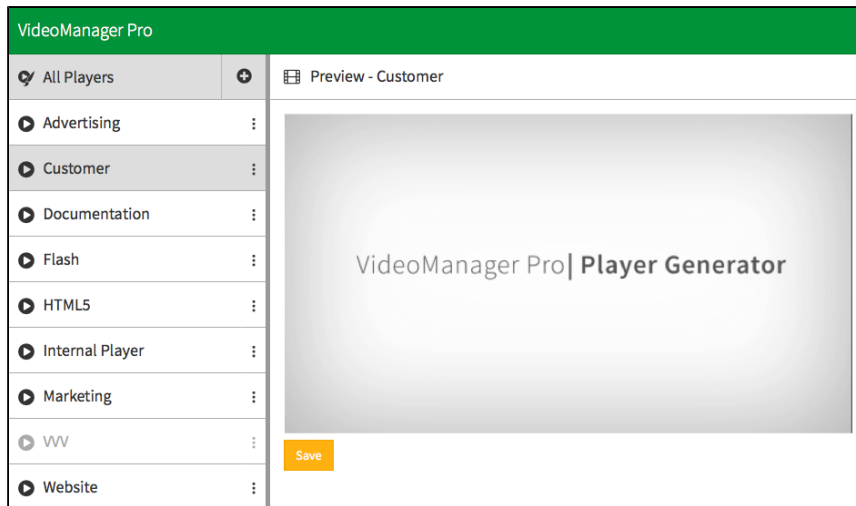 VideoManager Pro
All Players
Preview - Customer
Advertising
Customer
Documentation
Flash
HTML5
Internal Player
Marketing
VVV
Website
VideoManager Pro| Player Generator
Save